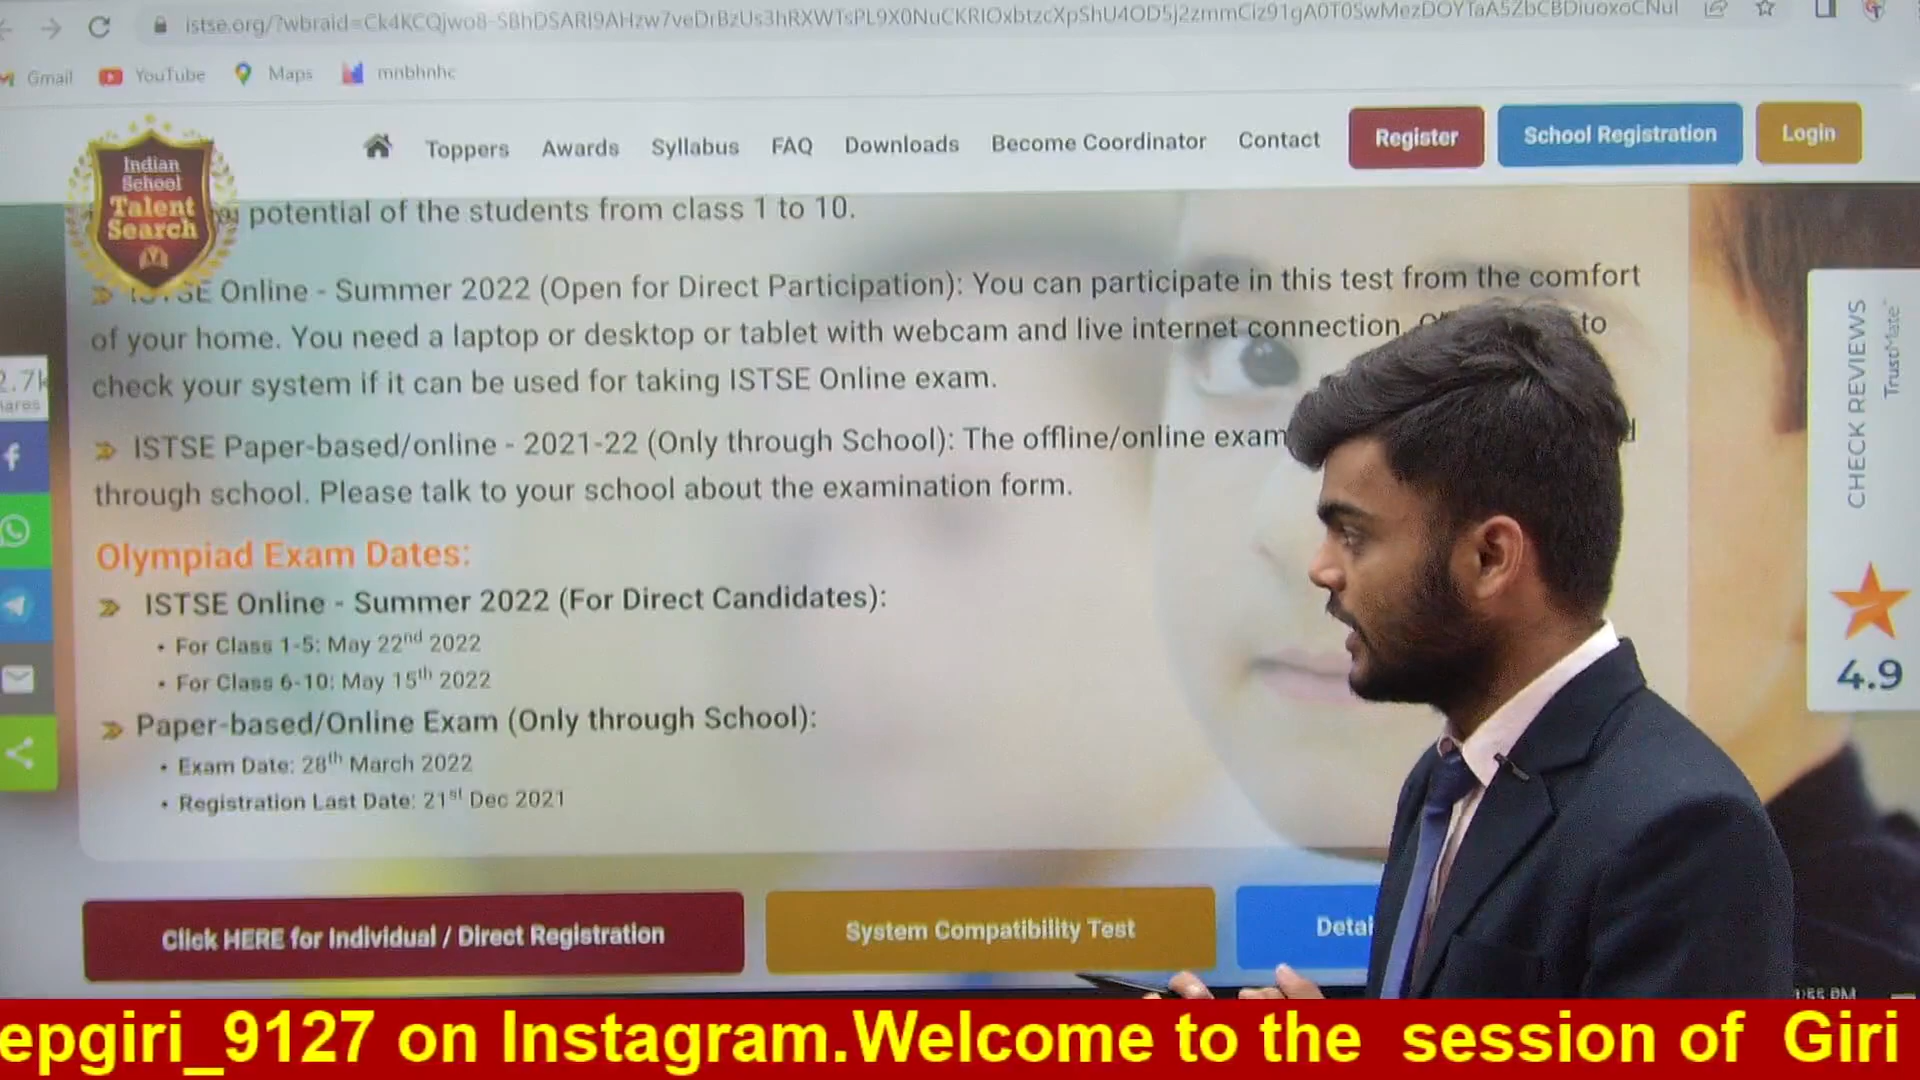 istse.org/?wbraid=
Gmail YouTube Maps mnbhnhc
Indian
School
Talent
Search
Toppers Awards Syllabus FAQ Downloads Become Coordinator Contact Register School Registration Login
potential of the students from class 1 to 10.
Online - Summer 2022 (Open for Direct Participation): You can participate in this test from the comfort
of your home. You need a laptop or desktop or tablet with webcam and live internet connection. to
check your system if it can be used for taking ISTSE Online exam.
ISTSE Paper-based/online - 2021-22 (Only through School): The offline/online exam
through school. Please talk to your school about the examination form.
Olympiad Exam Dates:
ISTSE Online - Summer 2022 (For Direct Candidates):
• For Class 1-5: May 22nd 2022
• For Class 6-10: May 15th 2022
Paper-based/Online Exam (Only through School):
• Exam Date: 28th March 2022
• Registration Last Date: 21st Dec 2021
Click HERE for Individual / Direct Registration
System Compatibility Test
Detai
2.7k
CHECK REVIEWS
TrustMate
4.9
epgiri_9127 on Instagram.Welcome to the session of Giri